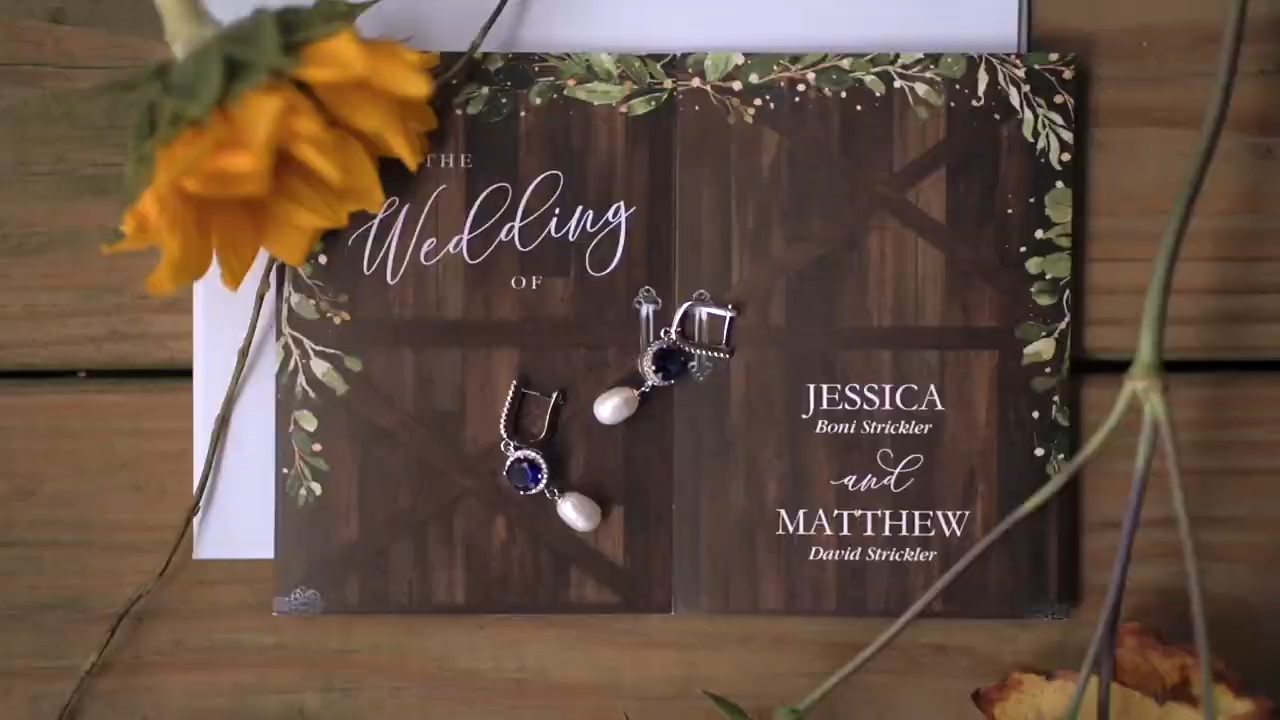 THE
Wedding
OF
JESSICA
Boni Strickler
and
MATTHEW
David Strickler